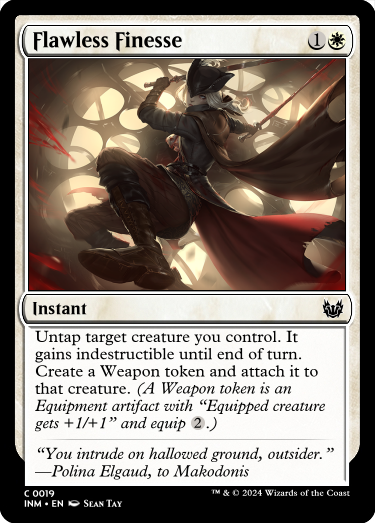 Flawless Finesse 1
Instant
Untap target creature you control. It
gains indestructible until end of turn.
Create a Weapon token and attach it to
that creature. (A Weapon token is an
Equipment artifact with “Equipped creature
gets +1/+1” and equip 2.)
“You intrude on hallowed ground, outsider.”
—Polina Elgaud, to Makodonis
C 0019
INM • EN Sean Tay
™ & © 2024 Wizards of the Coast